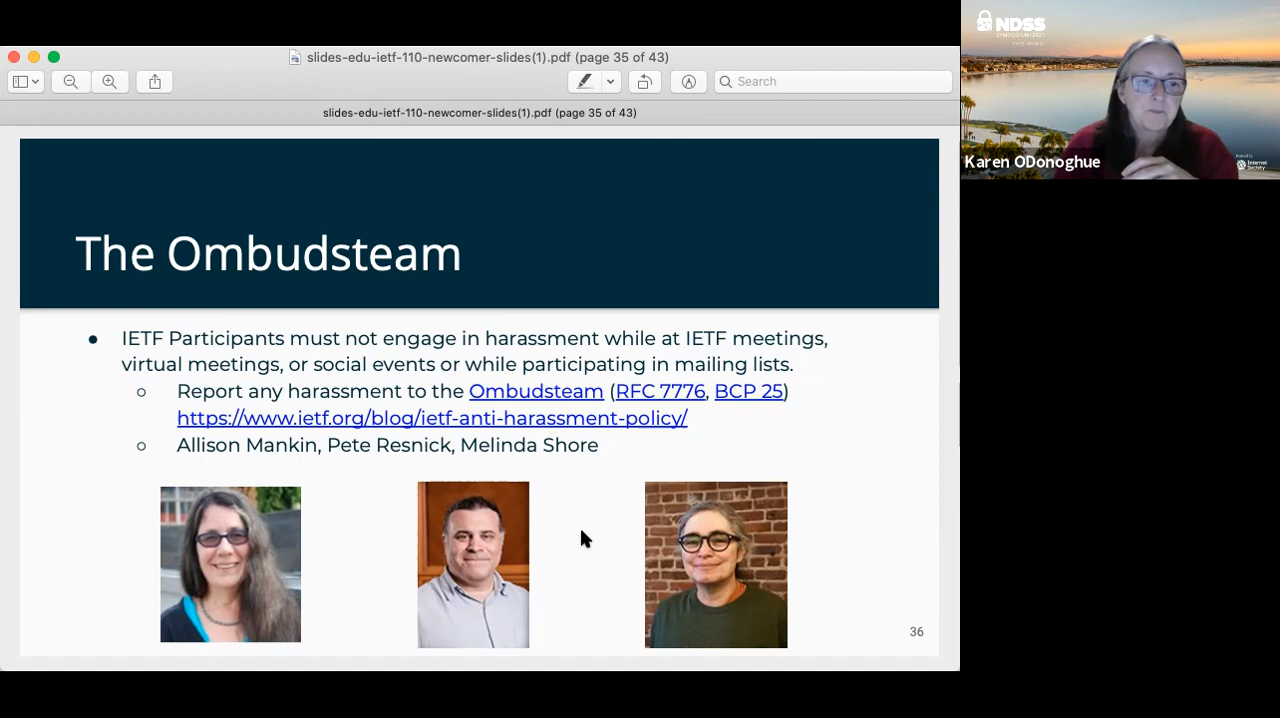 slides-edu-ietf-110-newcomer-slides(1).pdf (page 35 of 43)
Search
slides-edu-ietf-110-newcomer-slides(1).pdf (page 35 of 43)
The Ombudsteam
● IETF Participants must not engage in harassment while at IETF meetings,
virtual meetings, or social events or while participating in mailing lists.
○ Report any harassment to the Ombudsteam (RFC 7776, BCP 25)
https://www.ietf.org/blog/ietf-anti-harassment-policy/
○ Allison Mankin, Pete Resnick, Melinda Shore
36
NDSS
Karen ODonoghue
Internet
Society